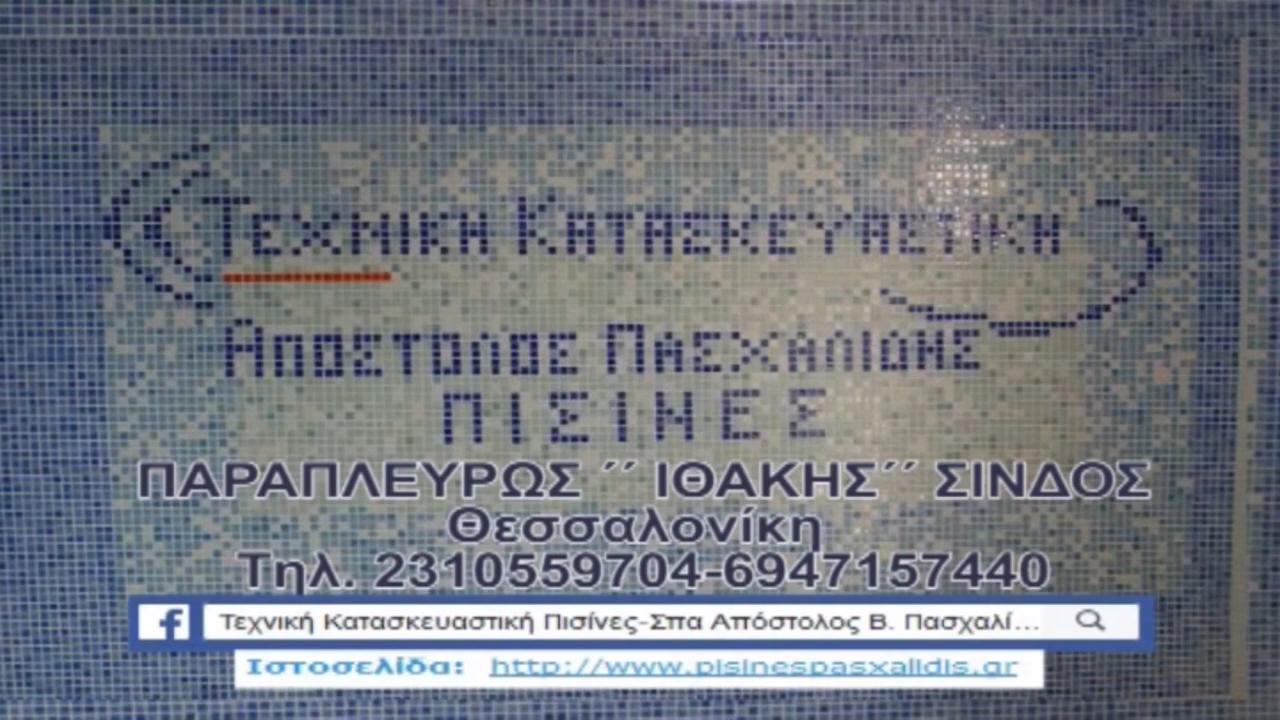 ΤΕΧΝΙΚΗ ΚΑΤΑΣΚΕΥΑΣΤΙΚΗ
ΑΠΟΣΤΟΛΟΣ ΠΑΣΧΑΛΙΔΗΣ
ΠΙΣΙΝΕΣ
ΠΑΡΑΠΛΕΥΡΩΣ ΄΄ ΙΘΑΚΗΣ΄΄ ΣΙΝΔΟΣ
Θεσσαλονίκη
Τηλ. 2310559704-6947157440
Τεχνική Κατασκευαστική Πισίνες-Σπα Απόστολος Β. Πασχαλί...
Ιστοσελίδα: http://www.pisinespasxalidis.gr